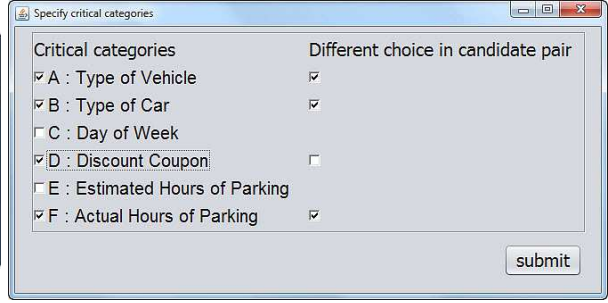 Specify critical categories
Critical categories Different choice in candidate pair
A : Type of Vehicle
B : Type of Car
C : Day of Week
D : Discount Coupon
E : Estimated Hours of Parking
F : Actual Hours of Parking
submit